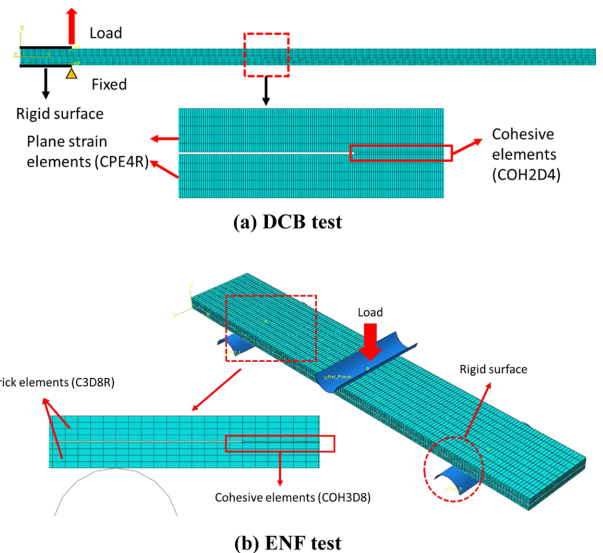 Load
Fixed
Rigid surface
Plane strain
elements (CPE4R)
Cohesive
elements
(COH2D4)
(a) DCB test
Load
Rigid surface
rick elements (C3D8R)
Cohesive elements (COH3D8)
(b) ENF test